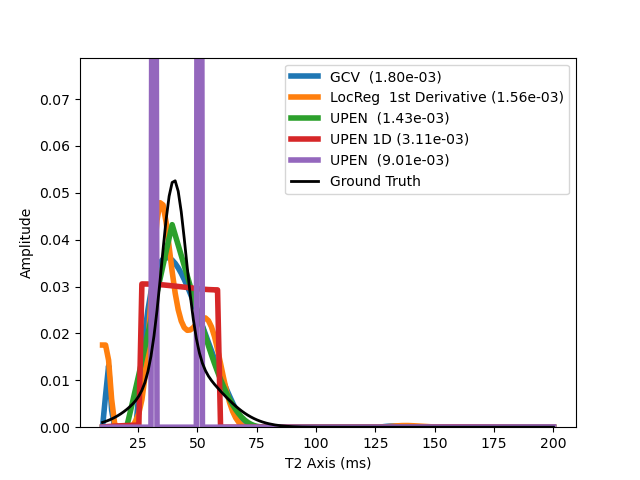 GCV (1.80e-03)
LocReg 1st Derivative (1.56e-03)
UPEN (1.43e-03)
UPEN 1D (3.11e-03)
UPEN (9.01e-03)
Ground Truth
0.07
0.06
0.05
0.04
0.03
0.02
0.01
0.00
Amplitude
25 50 75 100 125 150 175 200
T2 Axis (ms)